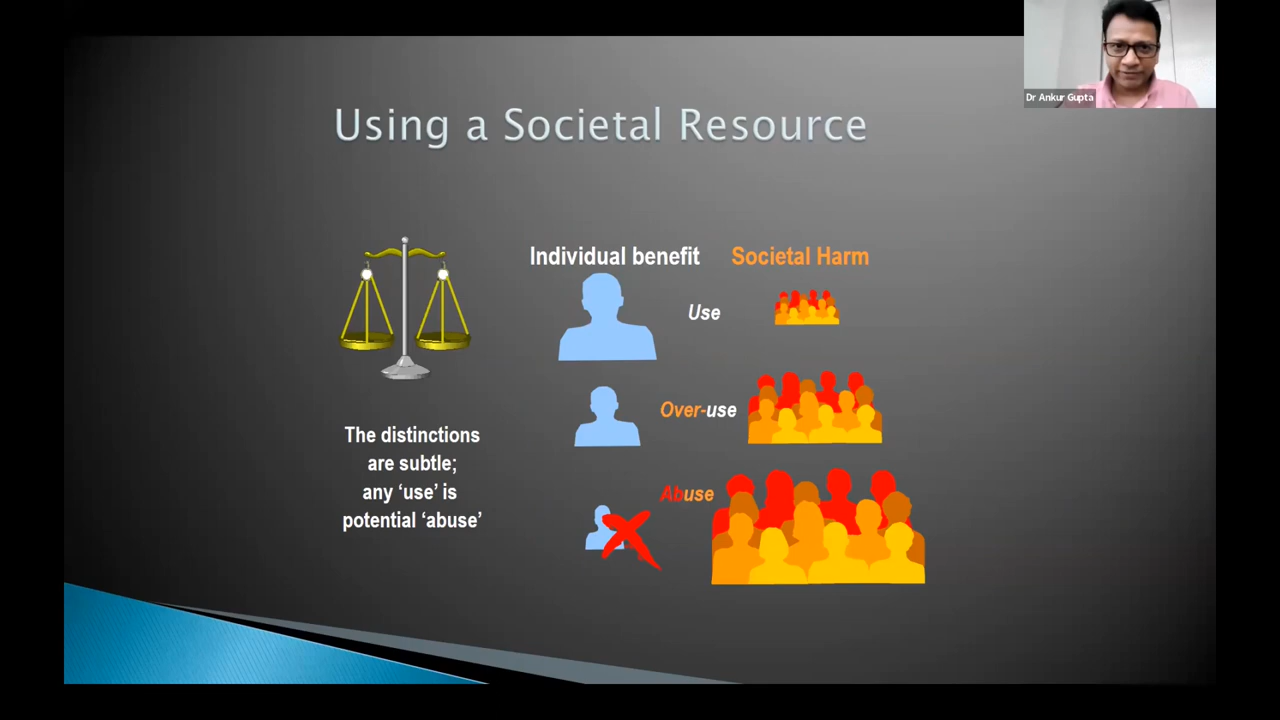 Dr Ankur Gupta
Using a Societal Resource
Individual benefit
Societal Harm
Use
Over-use
Abuse
The distinctions
are subtle;
any ‘use’ is
potential ‘abuse’